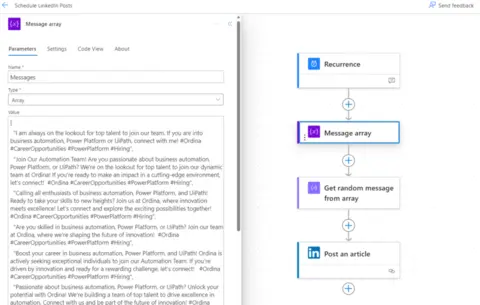 Schedule LinkedIn Posts
Send feedback
Message array
Parameters
Settings
Code View
About
Name *
Messages
Type *
Array
Value
[
"I am always on the lookout for top talent to join our team. If you are into
business automation, Power Platform or UiPath, connect with me! #Ordina
#CareerOpportunities #PowerPlatform #Hiring",
"Join Our Automation Team! Are you passionate about business automation,
Power Platform, or UiPath? We're on the lookout for top talent to join our dynamic
team at Ordina! If you're ready to make an impact in a cutting-edge environment,
let's connect! #Ordina #CareerOpportunities #PowerPlatform #Hiring",
"Calling all enthusiasts of business automation, Power Platform, and UiPath!
Ready to take your skills to new heights? Join us at Ordina, where innovation
meets excellence! Let's connect and explore the exciting possibilities together!
#Ordina #CareerOpportunities #PowerPlatform #Hiring",
"Are you skilled in business automation, Power Platform, or UiPath? Join our
team at Ordina, where we're shaping the future of innovation! #Ordina
#CareerOpportunities #PowerPlatform #Hiring",
"Boost your career in business automation, Power Platform, and UiPath! Ordina is
actively seeking exceptional individuals to join our Automation Team. If you're
driven by innovation and ready for a rewarding challenge, let's connect! #Ordina
#CareerOpportunities #PowerPlatform #Hiring",
"Passionate about business automation, Power Platform, or UiPath? Unlock your
potential with Ordina! We're building a team of top talent to drive excellence in
automation. Connect with us and be part of the future of innovation! #Ordina
Recurrence
Message array
Get random message
from array
Post an article